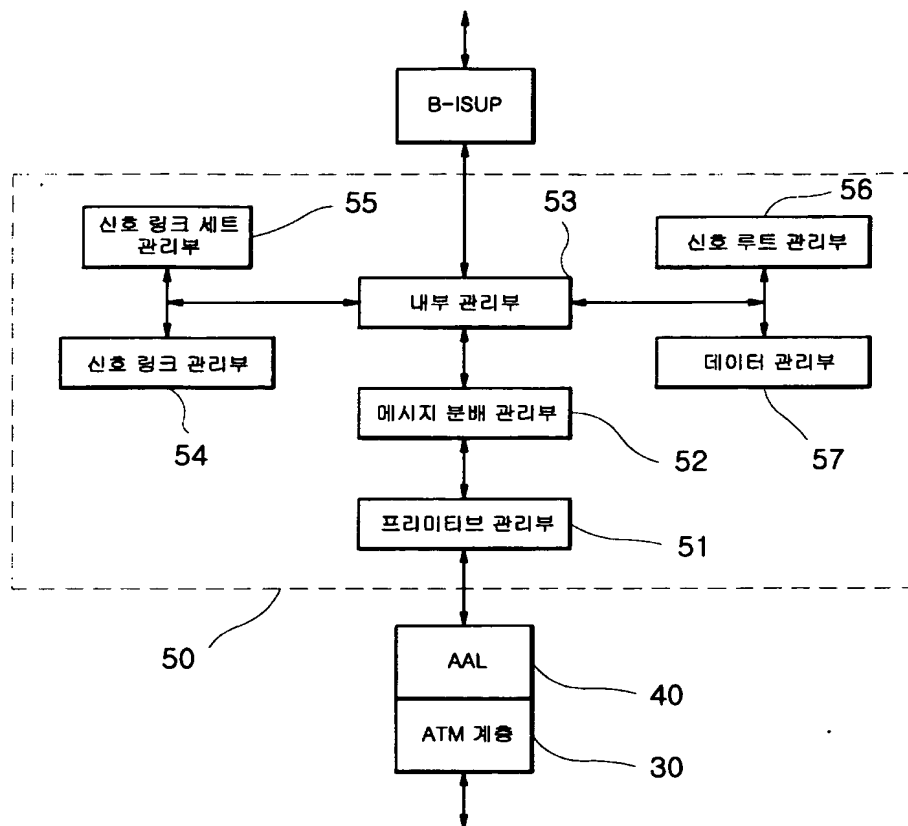 B-ISUP
55
신호 링크 세트
관리부
53
56
신호 루트 관리부
내부 관리부
신호 링크 관리부
데이터 관리부
54
메시지 분배 관리부
52
57
프리미티브 관리부
51
50
AAL
40
ATM 계층
30